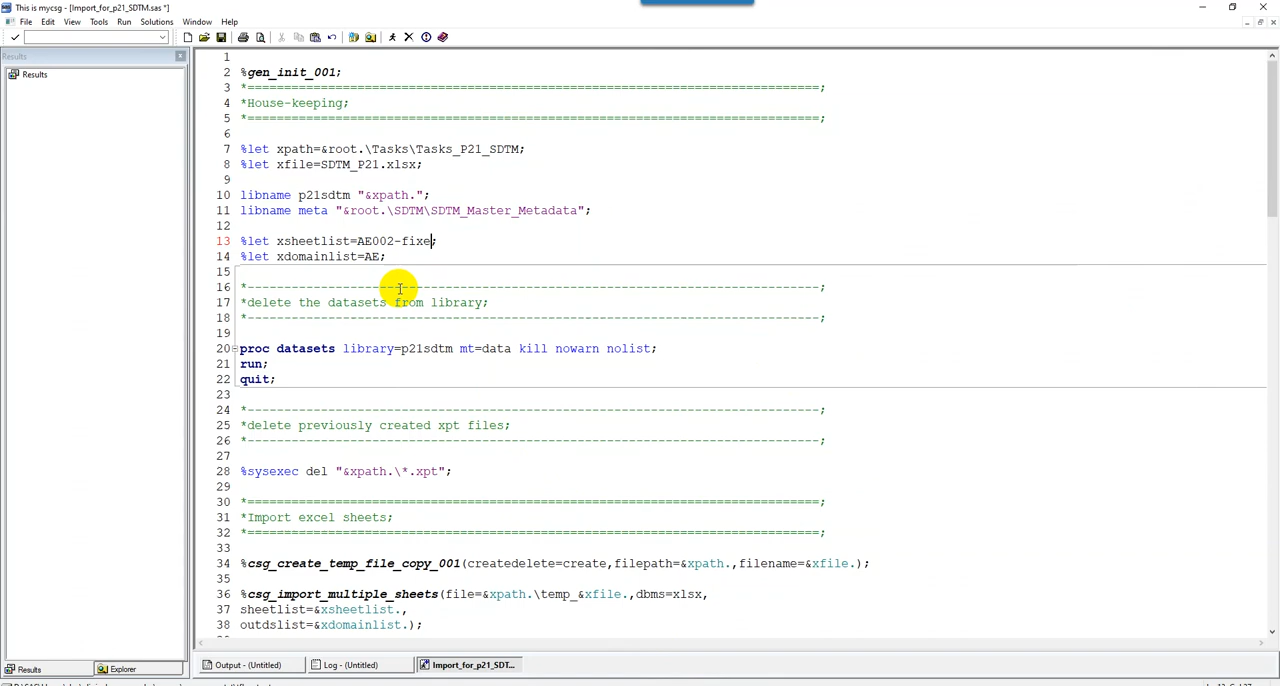 This is mycsg - [Import_for_p21_SDTM.sas *]
File Edit View Tools Run Solutions Window Help
Results
Results
1
2 %gen_init_001;
3 *==============================================================================;
4 *House-keeping;
5 *==============================================================================;
6
7 %let xpath=&root.\Tasks\Tasks_P21_SDTM;
8 %let xfile=SDTM_P21.xlsx;
9
10 libname p21sdtm "&xpath.";
11 libname meta "&root.\SDTM\SDTM_Master_Metadata";
12
13 %let xsheetlist=AE002-fixe;
14 %let xdomainlist=AE;
15
16 *------------------------------------------------------------------------------;
17 *delete the datasets from library;
18 *------------------------------------------------------------------------------;
19
20 proc datasets library=p21sdtm mt=data kill nowarn nolist;
21 run;
22 quit;
23
24 *------------------------------------------------------------------------------;
25 *delete previously created xpt files;
26 *------------------------------------------------------------------------------;
27
28 %sysexec del "&xpath.\*.xpt";
29
30 *==============================================================================;
31 *Import excel sheets;
32 *==============================================================================;
33
34 %csg_create_temp_file_copy_001(createdelete=create,filepath=&xpath.,filename=&xfile.);
35
36 %csg_import_multiple_sheets(file=&xpath.\temp_&xfile.,dbms=xlsx,
37 sheetlist=&xsheetlist.,
38 outdslist=&xdomainlist.);
Results Explorer Output - (Untitled) Log - (Untitled) Import_for_p21_SDT...